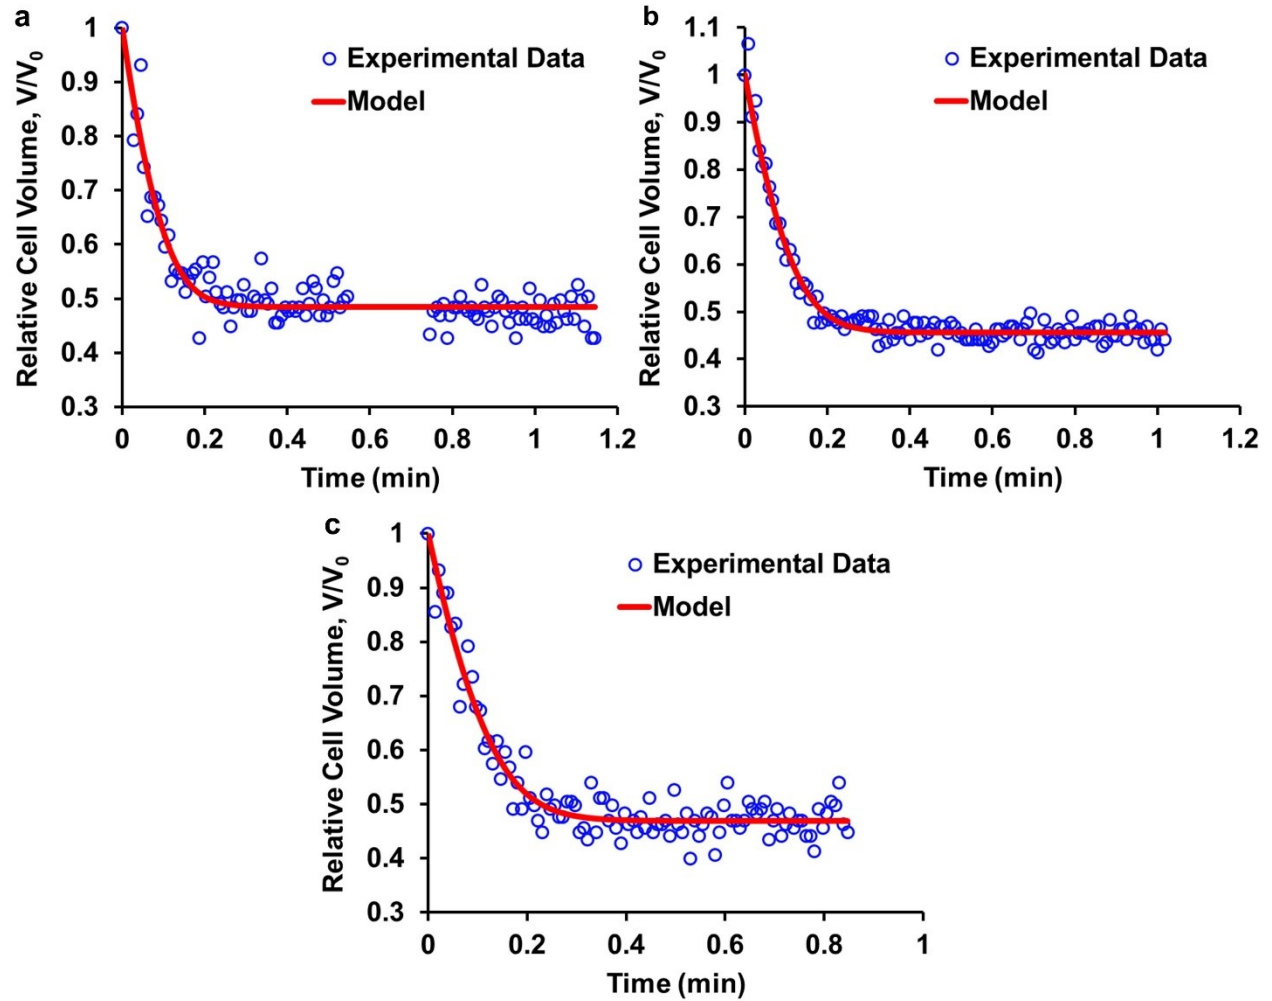 a
Relative Cell Volume, V/V0
1
0.9
0.8
0.7
0.6
0.5
0.4
0.3
0 0.2 0.4 0.6 0.8 1 1.2
Time (min)
Experimental Data
Model
b
Relative Cell Volume, V/V0
1.1
1
0.9
0.8
0.7
0.6
0.5
0.4
0.3
0 0.2 0.4 0.6 0.8 1 1.2
Time (min)
Experimental Data
Model
c
Relative Cell Volume, V/V0
1
0.9
0.8
0.7
0.6
0.5
0.4
0.3
0 0.2 0.4 0.6 0.8 1
Time (min)
Experimental Data
Model